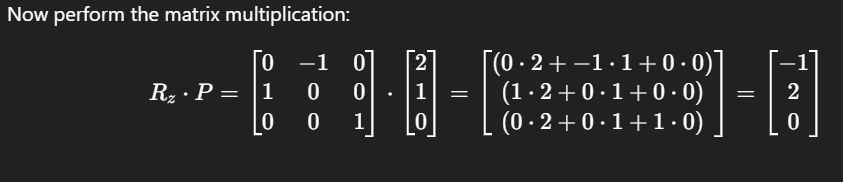 Now perform the matrix multiplication:
R_z · P = [0 −1 0; 1 0 0; 0 0 1] · [2; 1; 0] = [(0 · 2 + −1 · 1 + 0 · 0); (1 · 2 + 0 · 1 + 0 · 0); (0 · 2 + 0 · 1 + 1 · 0)] = [−1; 2; 0]